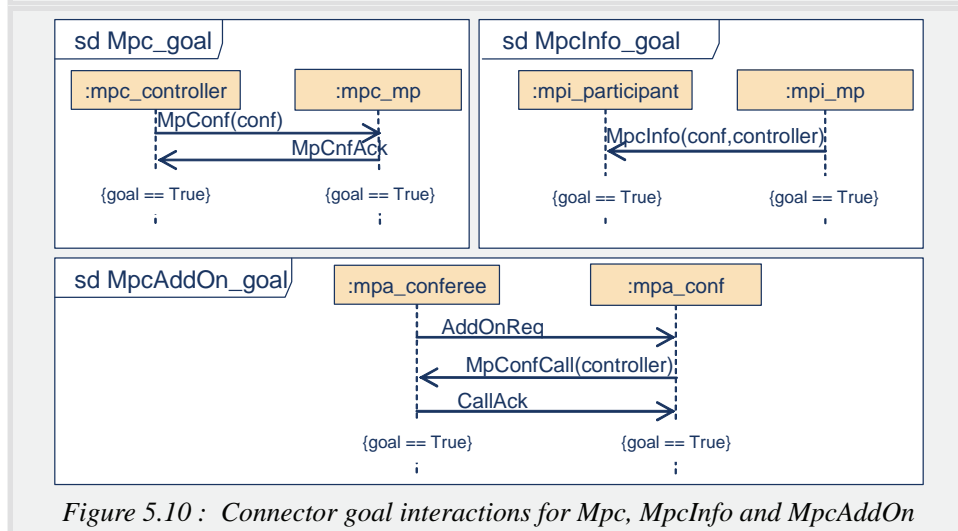 sd Mpc_goal
:mpc_controller
:mpc_mp
MpConf(conf)
MpCnfAck
{goal == True}
{goal == True}
sd MpcInfo_goal
:mpi_participant
:mpi_mp
MpcInfo(conf,controller)
{goal == True}
{goal == True}
sd MpcAddOn_goal
:mpa_conferee
:mpa_conf
AddOnReq
MpConfCall(controller)
CallAck
{goal == True}
{goal == True}
Figure 5.10 : Connector goal interactions for Mpc, MpcInfo and MpcAddOn